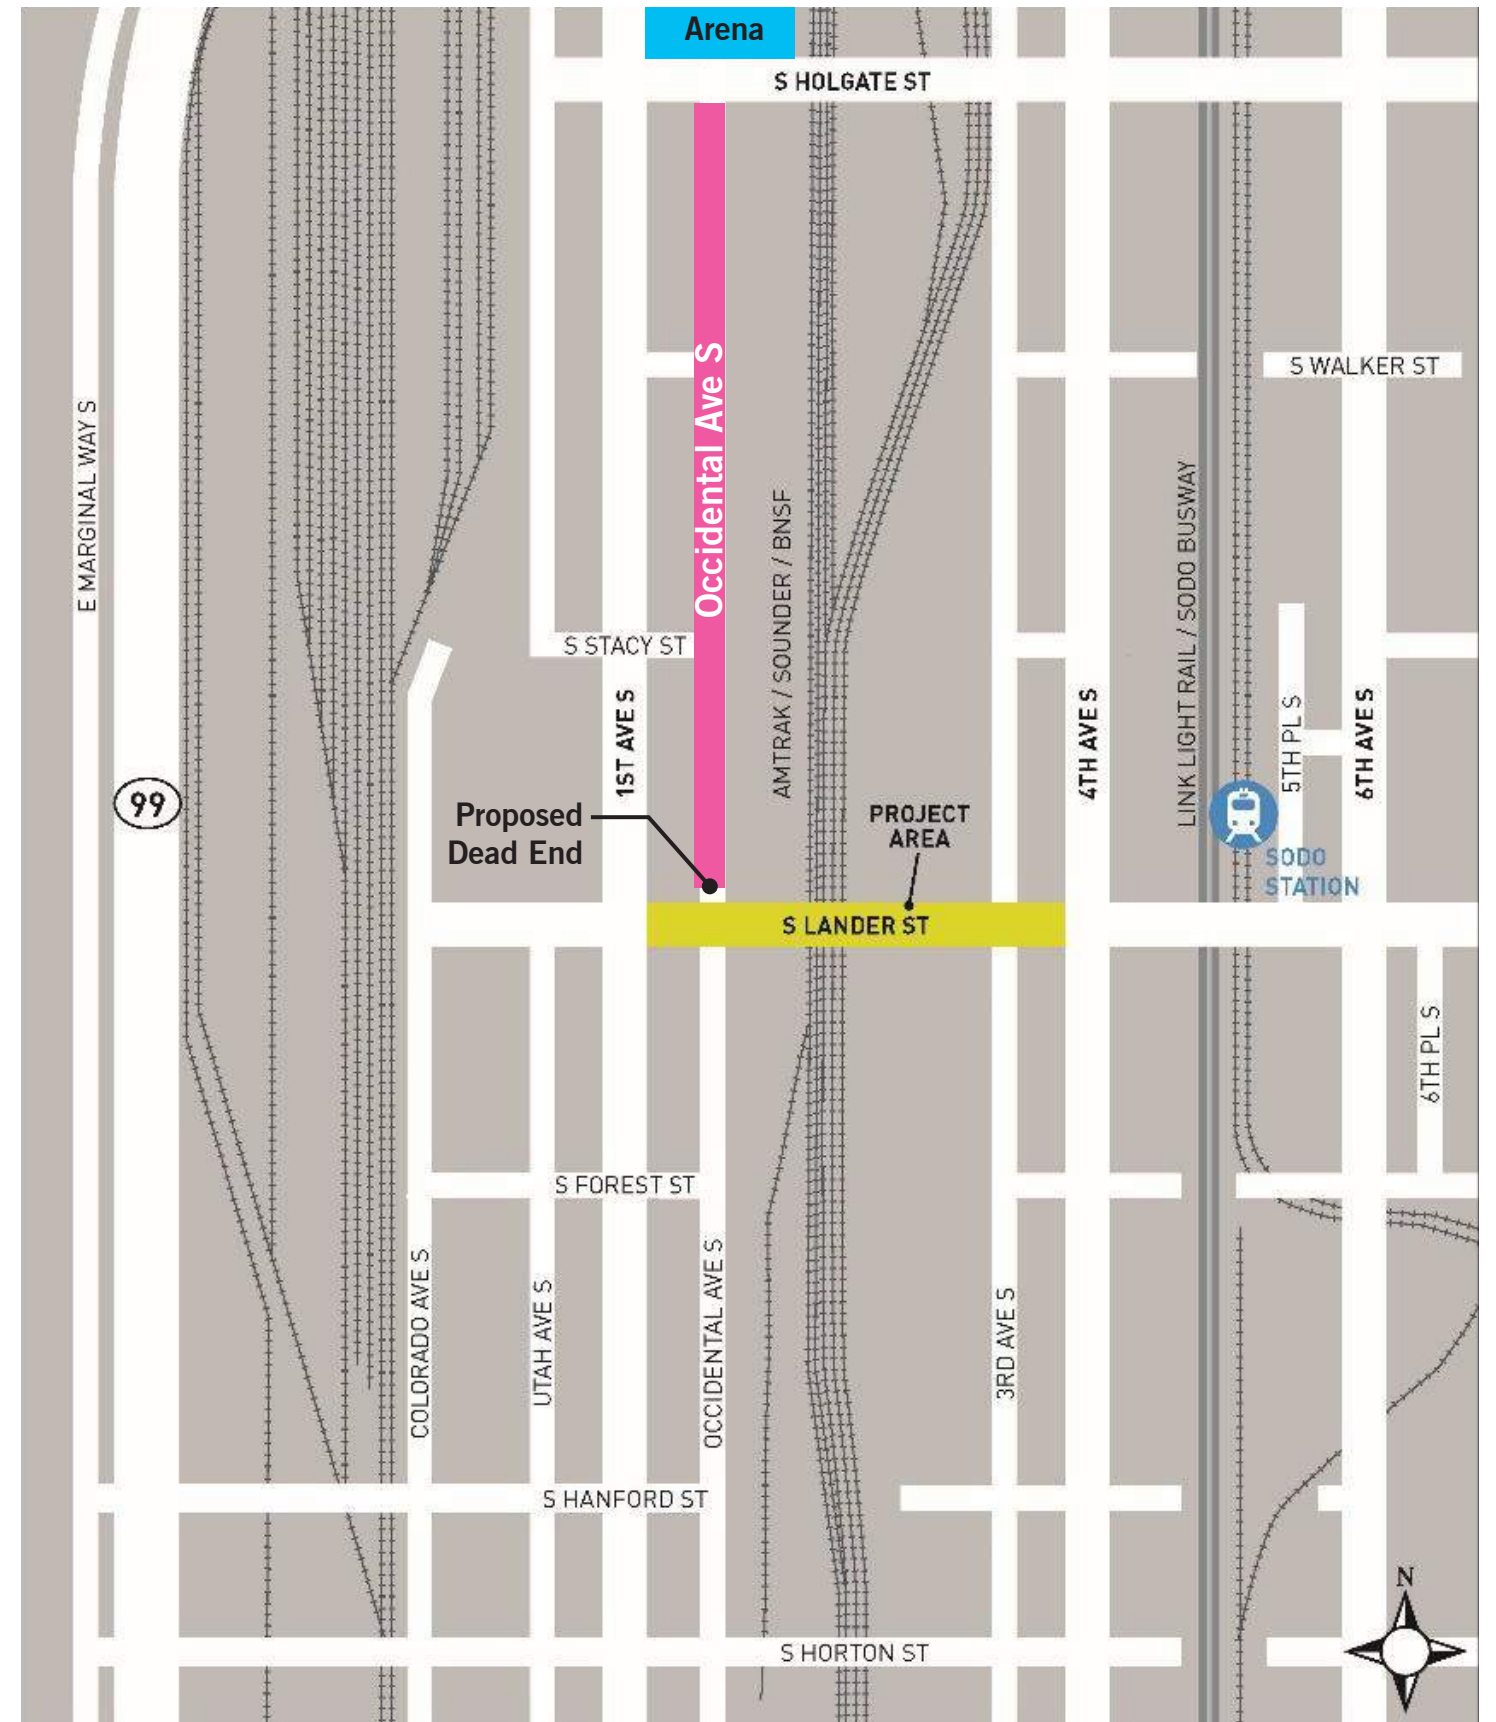 Arena
S HOLGATE ST
S WALKER ST
Occidental Ave S
E MARGINAL WAY S
AMTRAK / SOUNDER / BNSF
LINK LIGHT RAIL / SODO BUSWAY
S STACY ST
1ST AVE S
4TH AVE S
5TH PL S
6TH AVE S
99
Proposed
Dead End
PROJECT
AREA
SODO
STATION
S LANDER ST
6TH PL S
S FOREST ST
COLORADO AVE S
UTAH AVE S
OCCIDENTAL AVE S
3RD AVE S
S HANFORD ST
N
S HORTON ST